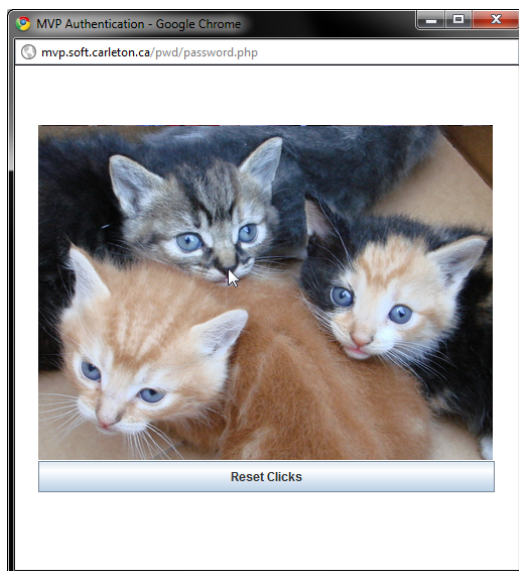 MVP Authentication - Google Chrome
mvp.soft.carleton.ca/pwd/password.php
Reset Clicks